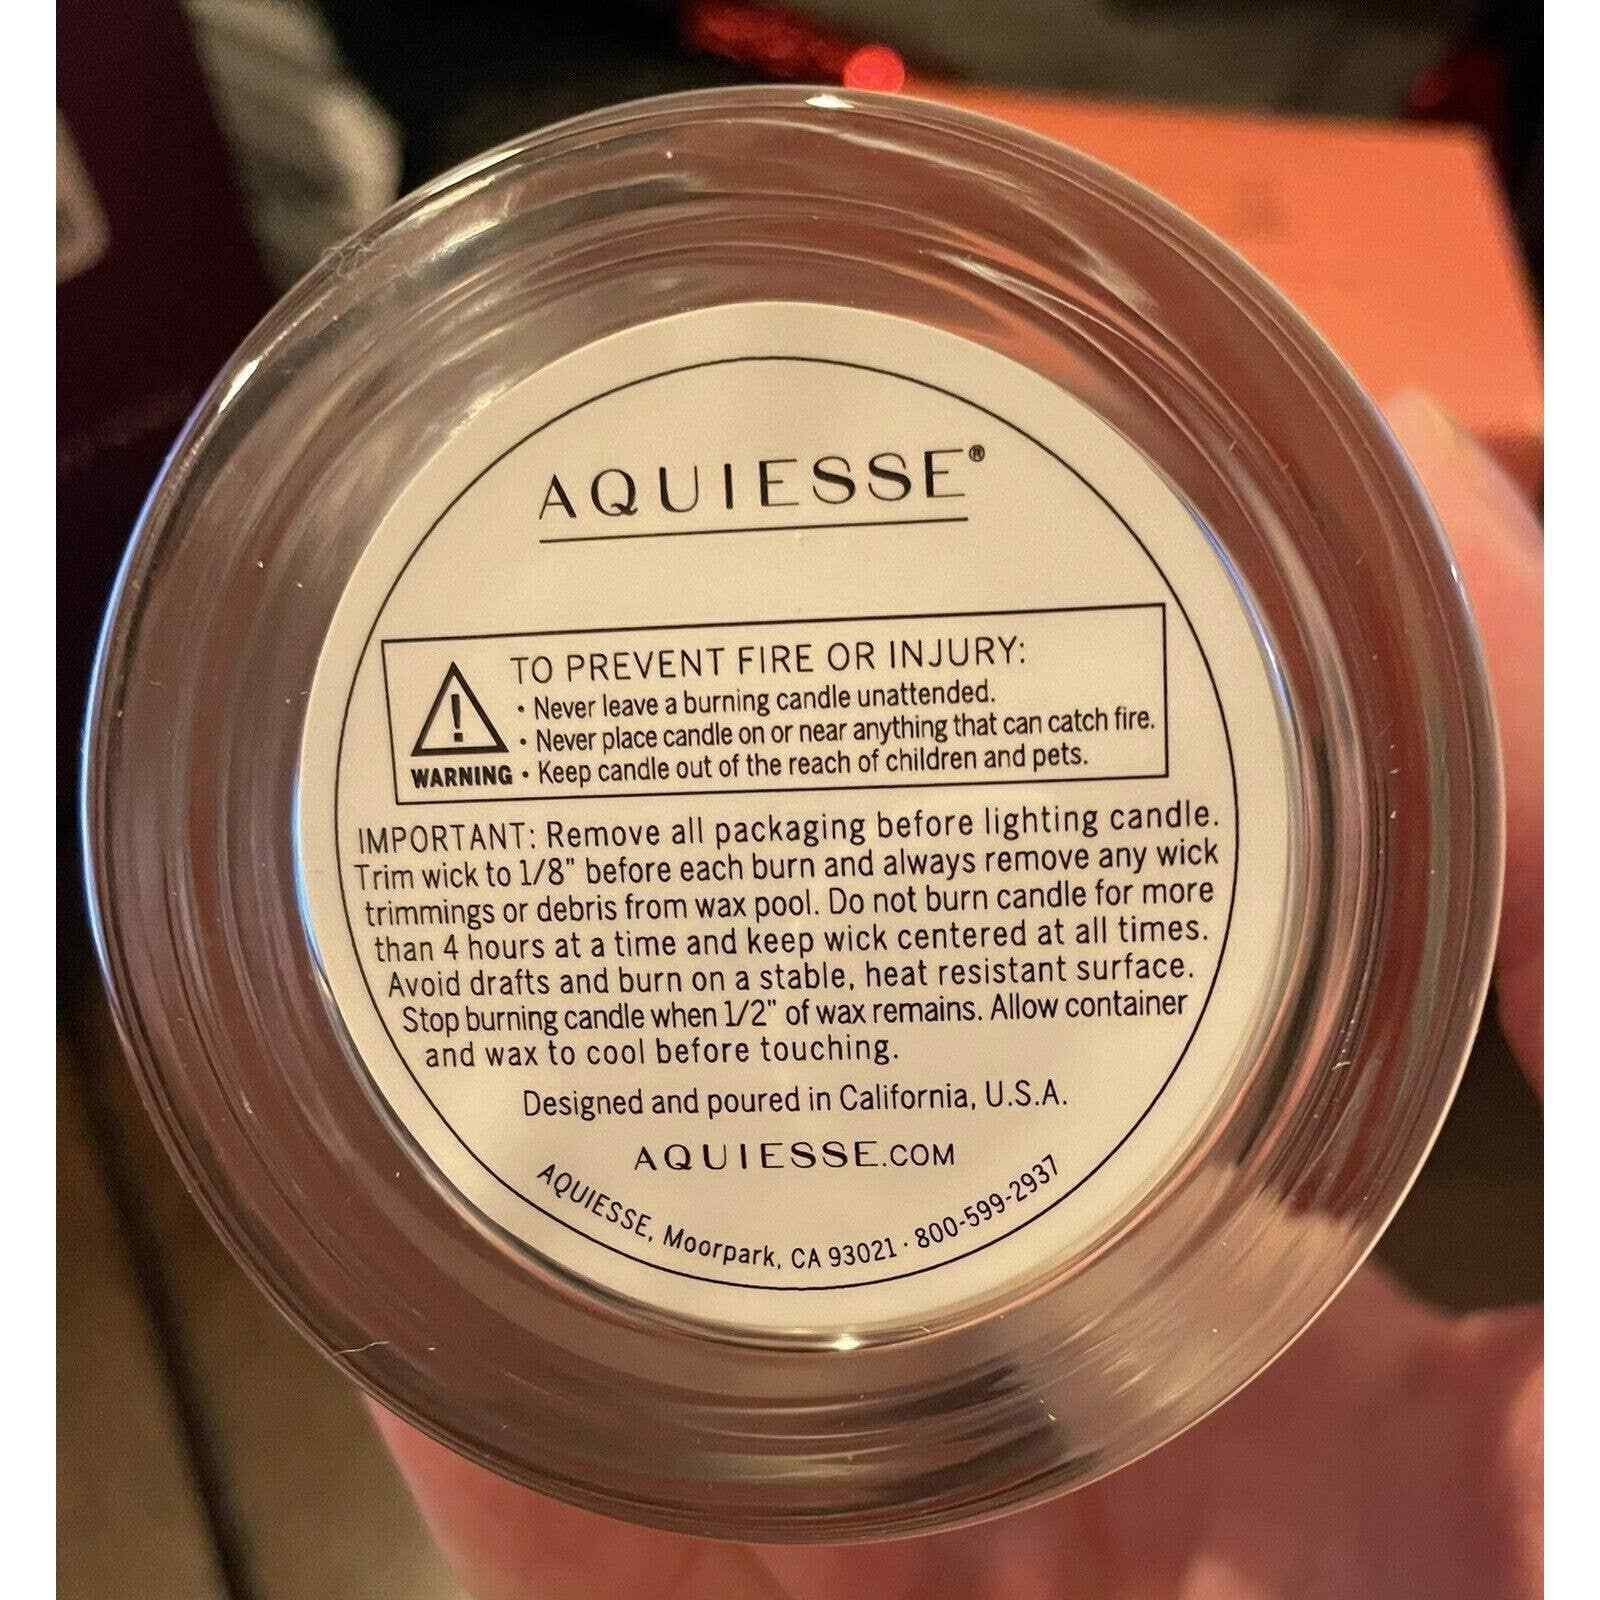 AQUIESSE®
TO PREVENT FIRE OR INJURY:
• Never leave a burning candle unattended.
• Never place candle on or near anything that can catch fire.
WARNING • Keep candle out of the reach of children and pets.
IMPORTANT: Remove all packaging before lighting candle.
Trim wick to 1/8" before each burn and always remove any wick
trimmings or debris from wax pool. Do not burn candle for more
than 4 hours at a time and keep wick centered at all times.
Avoid drafts and burn on a stable, heat resistant surface.
Stop burning candle when 1/2" of wax remains. Allow container
and wax to cool before touching.
Designed and poured in California, U.S.A.
AQUIESSE.COM
AQUIESSE, Moorpark, CA 93021 · 800-599-2937